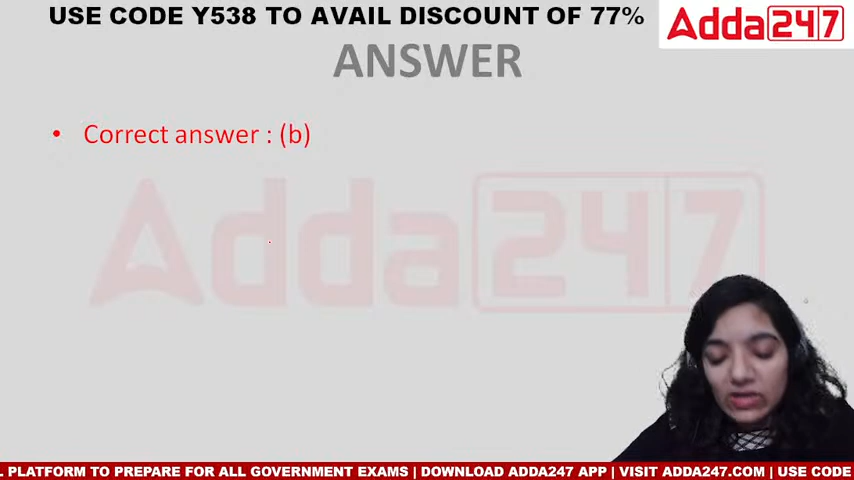 USE CODE Y538 TO AVAIL DISCOUNT OF 77%
Adda247
ANSWER
• Correct answer : (b)
Adda247
L PLATFORM TO PREPARE FOR ALL GOVERNMENT EXAMS | DOWNLOAD ADDA247 APP | VISIT ADDA247.COM | USE CODE